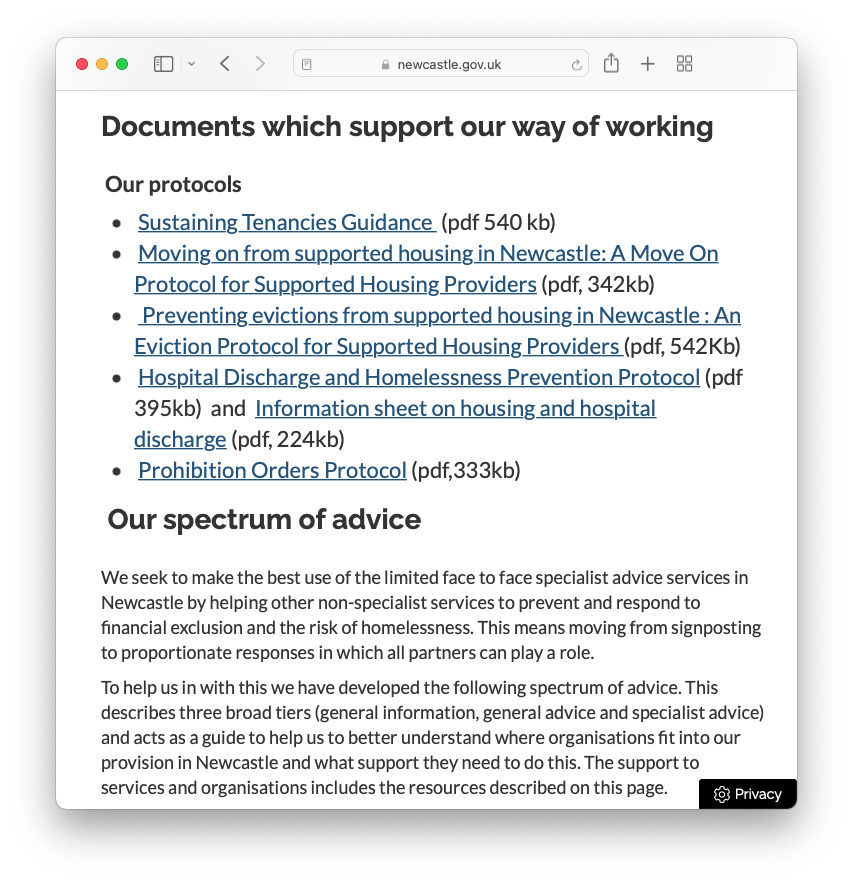 newcastle.gov.uk
Documents which support our way of working
Our protocols
Sustaining Tenancies Guidance (pdf 540 kb)
Moving on from supported housing in Newcastle: A Move On
Protocol for Supported Housing Providers (pdf, 342kb)
Preventing evictions from supported housing in Newcastle : An
Eviction Protocol for Supported Housing Providers (pdf, 542Kb)
Hospital Discharge and Homelessness Prevention Protocol (pdf
395kb) and Information sheet on housing and hospital
discharge (pdf, 224kb)
Prohibition Orders Protocol (pdf,333kb)
Our spectrum of advice
We seek to make the best use of the limited face to face specialist advice services in
Newcastle by helping other non-specialist services to prevent and respond to
financial exclusion and the risk of homelessness. This means moving from signposting
to proportionate responses in which all partners can play a role.
To help us in with this we have developed the following spectrum of advice. This
describes three broad tiers (general information, general advice and specialist advice)
and acts as a guide to help us to better understand where organisations fit into our
provision in Newcastle and what support they need to do this. The support to
services and organisations includes the resources described on this page.
Privacy